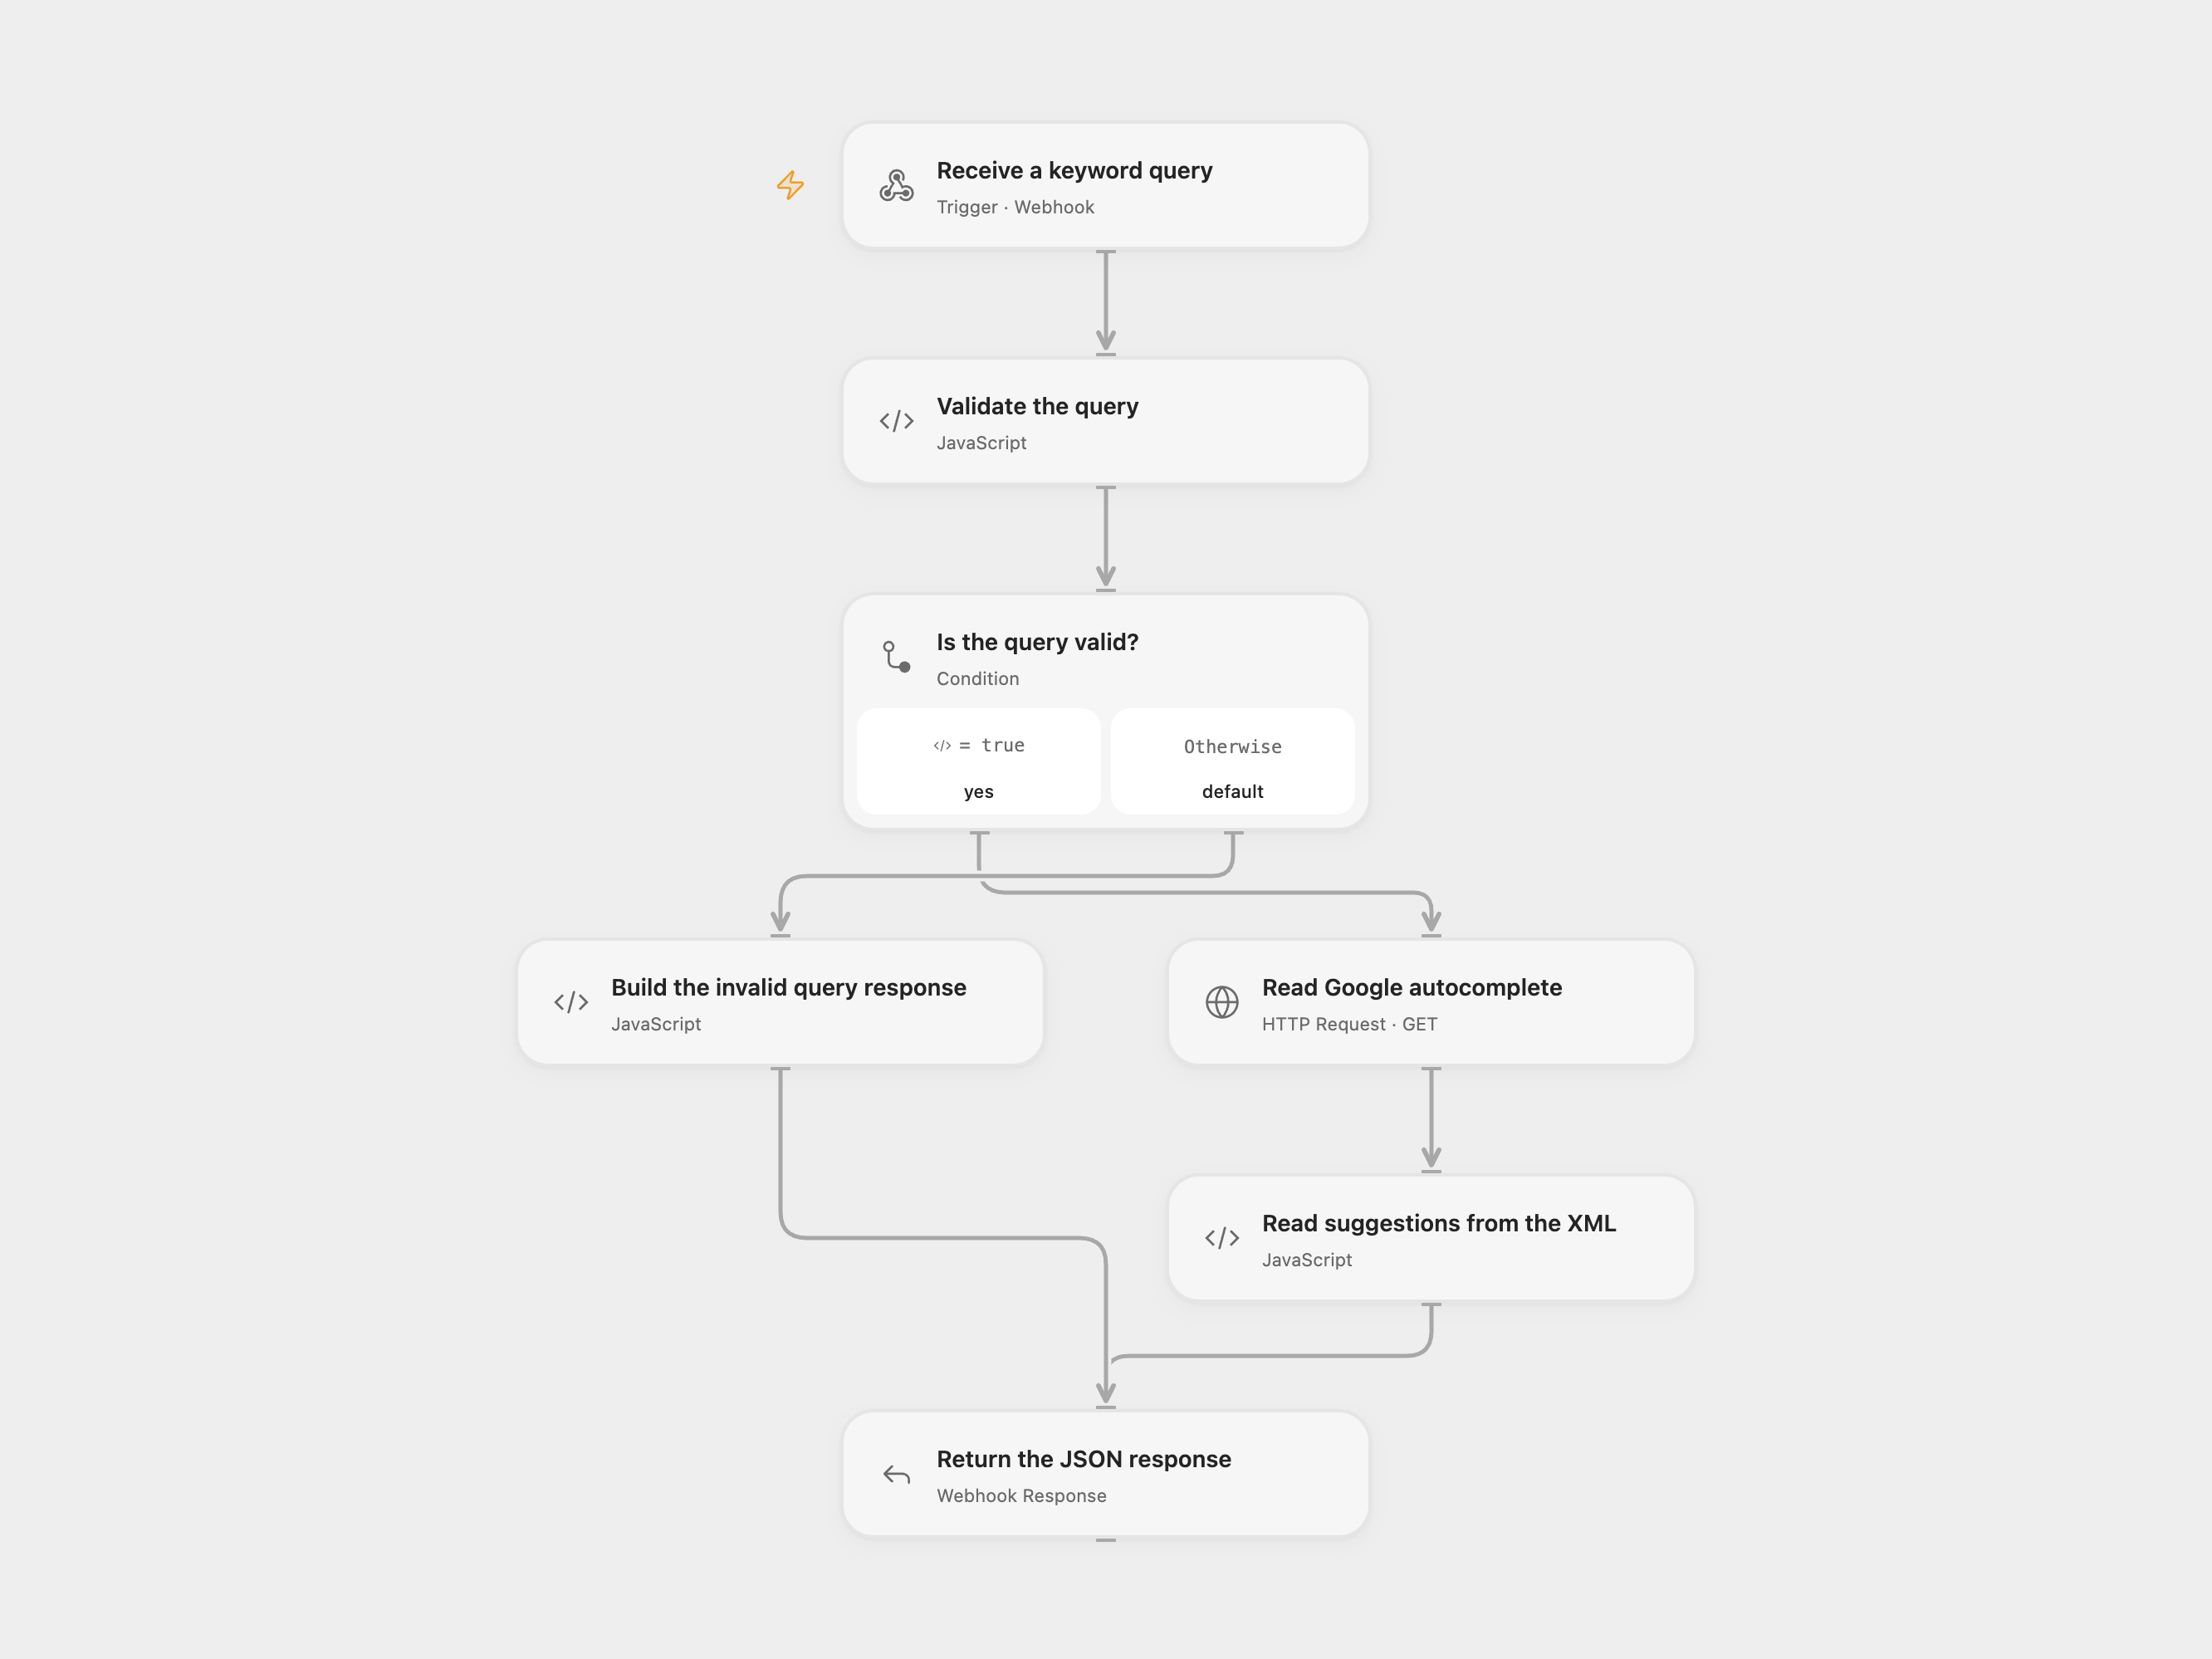 Receive a keyword query
Trigger · Webhook
Validate the query
JavaScript
Is the query valid?
Condition
</> = true
yes
Otherwise
default
Build the invalid query response
JavaScript
Read Google autocomplete
HTTP Request · GET
Read suggestions from the XML
JavaScript
Return the JSON response
Webhook Response